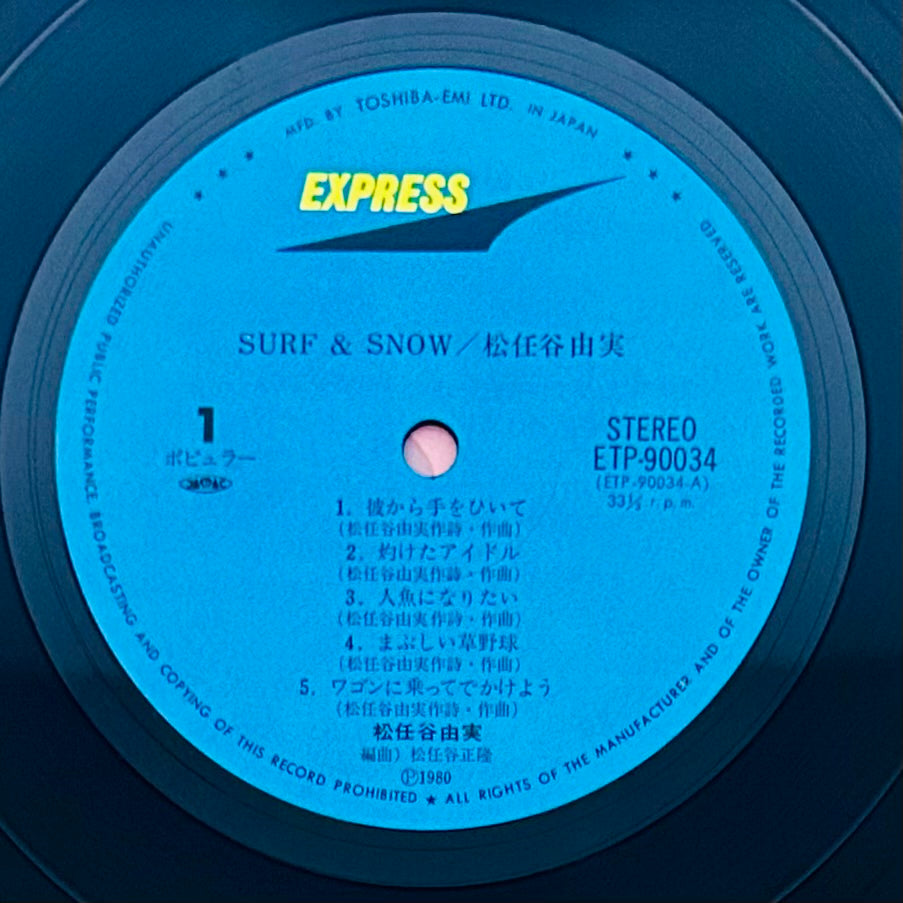 MFD. BY TOSHIBA-EMI LTD. IN JAPAN
EXPRESS
SURF & SNOW／松任谷由実
1
ポピュラー
STEREO
ETP-90034
(ETP-90034-A)
33⅓ r.p.m.
1. 彼から手をひいて
(松任谷由実作詩・作曲)
2. 灼けたアイドル
(松任谷由実作詩・作曲)
3. 人魚になりたい
(松任谷由実作詩・作曲)
4. まぶしい草野球
(松任谷由実作詩・作曲)
5. ワゴンに乗ってでかけよう
(松任谷由実作詩・作曲)
松任谷由実
編曲) 松任谷正隆
Ⓟ1980
UNAUTHORIZED PUBLIC PERFORMANCE BROADCASTING AND COPYING OF THIS RECORD PROHIBITED ★ ALL RIGHTS OF THE MANUFACTURER AND OF THE OWNER OF THE RECORDED WORK ARE RESERVED